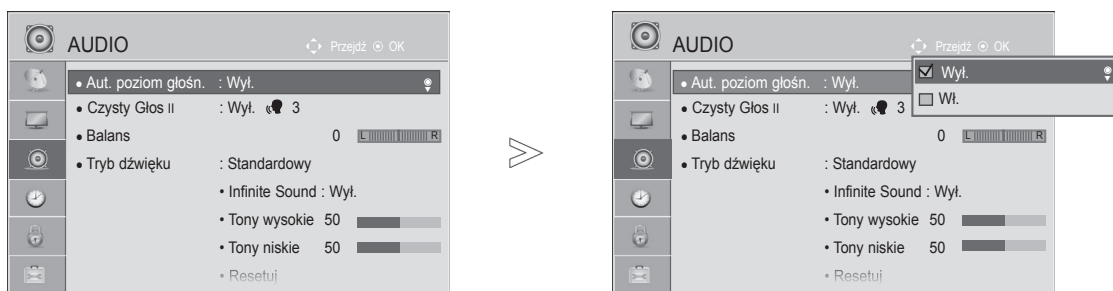 AUDIO
Przejdź OK
• Aut. poziom głośn. : Wył.
• Czysty Głos II : Wył. 3
• Balans 0 L R
• Tryb dźwięku : Standardowy
• Infinite Sound : Wył.
• Tony wysokie 50
• Tony niskie 50
• Resetuj
>
AUDIO
Przejdź OK
• Aut. poziom głośn. : Wył.
Wył.
Wł.
• Czysty Głos II : Wył. 3
• Balans 0 L R
• Tryb dźwięku : Standardowy
• Infinite Sound : Wył.
• Tony wysokie 50
• Tony niskie 50
• Resetuj